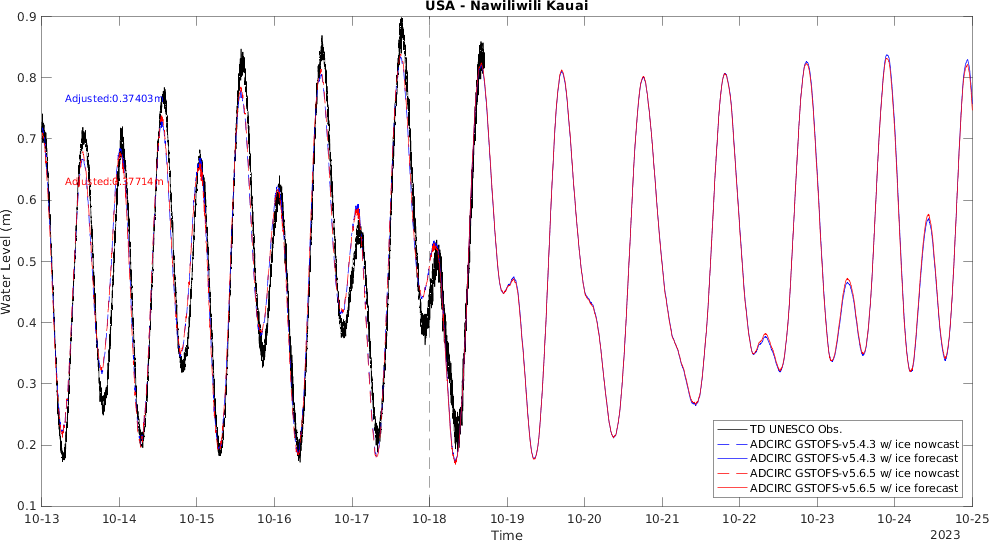 USA - Nawiliwili Kauai
0.9
0.8
0.7
0.6
0.5
0.4
0.3
0.2
0.1
Water Level (m)
Adjusted:0.37403m
Adjusted:0.37714m
TD UNESCO Obs.
ADCIRC GSTOFS-v5.4.3 w/ ice nowcast
ADCIRC GSTOFS-v5.4.3 w/ ice forecast
ADCIRC GSTOFS-v5.6.5 w/ ice nowcast
ADCIRC GSTOFS-v5.6.5 w/ ice forecast
10-13 10-14 10-15 10-16 10-17 10-18 10-19 10-20 10-21 10-22 10-23 10-24 10-25
Time
2023